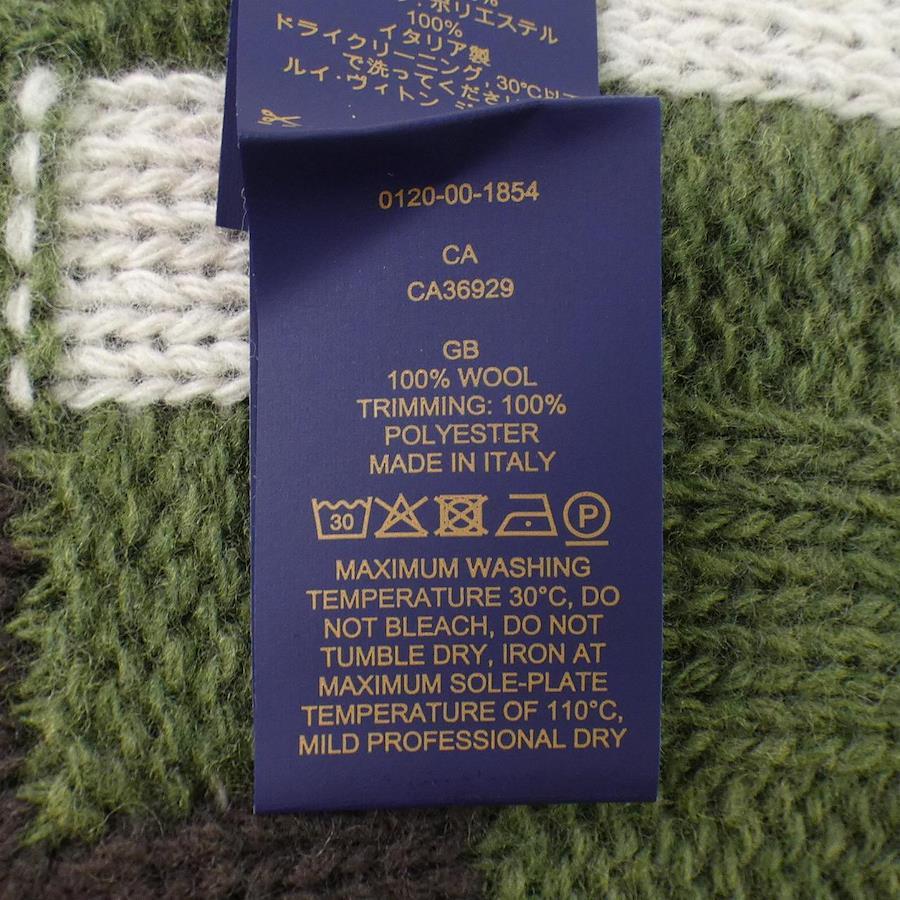 ・ポリエステル
100%
イタリア製
ドライクリーニング, 30℃以
で洗ってくださ
ルイ・ヴィトン
0120-00-1854
CA
CA36929
GB
100% WOOL
TRIMMING: 100%
POLYESTER
MADE IN ITALY
30 P
MAXIMUM WASHING
TEMPERATURE 30°C, DO
NOT BLEACH, DO NOT
TUMBLE DRY, IRON AT
MAXIMUM SOLE-PLATE
TEMPERATURE OF 110°C,
MILD PROFESSIONAL DRY